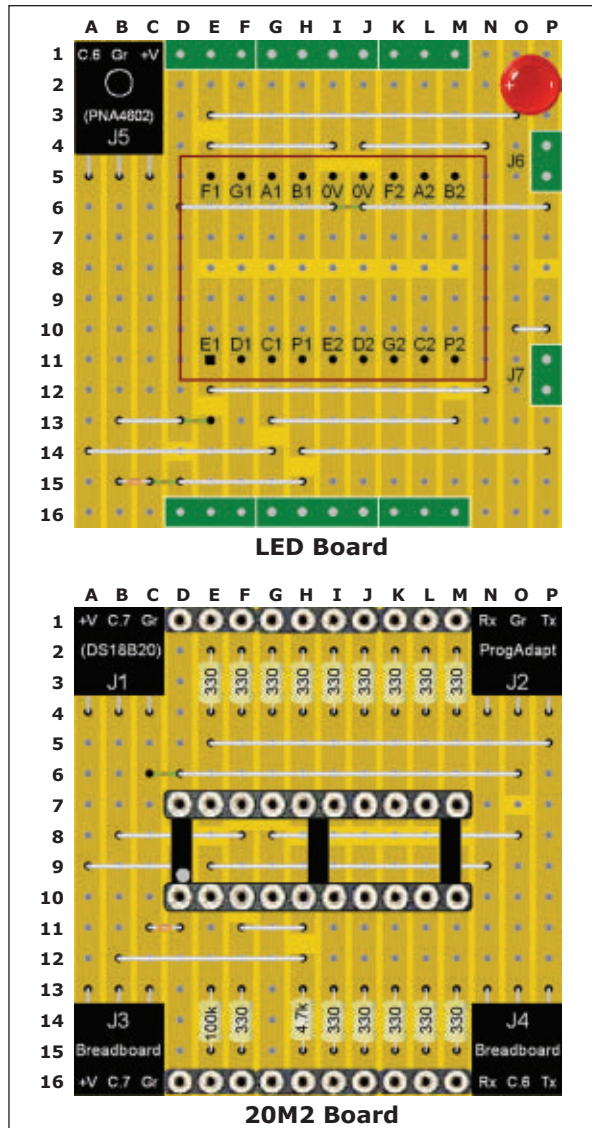 A B C D E F G H I J K L M N O P
1 C.6 Gr +V
2 + -
3 (PNA4602)
4 J5 J6
5
F1 G1 A1 B1 0V 0V F2 A2 B2
6
7
8
9
10
E1 D1 C1 P1 E2 D2 G2 C2 P2
11 J7
12
13
14
15
16
LED Board
A B C D E F G H I J K L M N O P
1 +V C.7 Gr Rx Gr Tx
2 (DS18B20) ProgAdapt
3 J1 330 330 330 330 330 330 330 330 330 J2
4
5
6
7
8
9
10
11
12
13
14 J3 100k 330 4.7k 330 330 330 330 330 J4
15 Breadboard Breadboard
16 +V C.7 Gr Rx C.6 Tx
20M2 Board